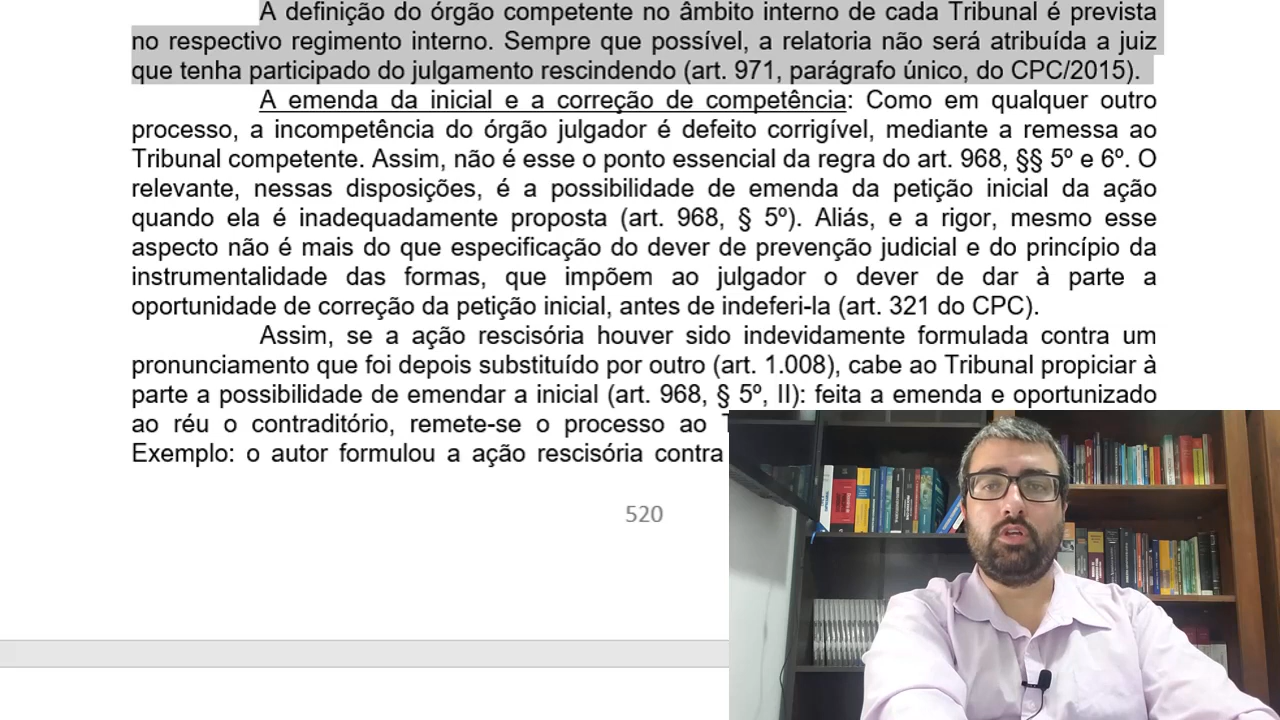 A definição do órgão competente no âmbito interno de cada Tribunal é prevista
no respectivo regimento interno. Sempre que possível, a relatoria não será atribuída a juiz
que tenha participado do julgamento rescindendo (art. 971, parágrafo único, do CPC/2015).
A emenda da inicial e a correção de competência: Como em qualquer outro
processo, a incompetência do órgão julgador é defeito corrigível, mediante a remessa ao
Tribunal competente. Assim, não é esse o ponto essencial da regra do art. 968, §§ 5º e 6º. O
relevante, nessas disposições, é a possibilidade de emenda da petição inicial da ação
quando ela é inadequadamente proposta (art. 968, § 5º). Aliás, e a rigor, mesmo esse
aspecto não é mais do que especificação do dever de prevenção judicial e do princípio da
instrumentalidade das formas, que impõem ao julgador o dever de dar à parte a
oportunidade de correção da petição inicial, antes de indeferi-la (art. 321 do CPC).
Assim, se a ação rescisória houver sido indevidamente formulada contra um
pronunciamento que foi depois substituído por outro (art. 1.008), cabe ao Tribunal propiciar à
parte a possibilidade de emendar a inicial (art. 968, § 5º, II): feita a emenda e oportunizado
ao réu o contraditório, remete-se o processo ao
Exemplo: o autor formulou a ação rescisória contra
520